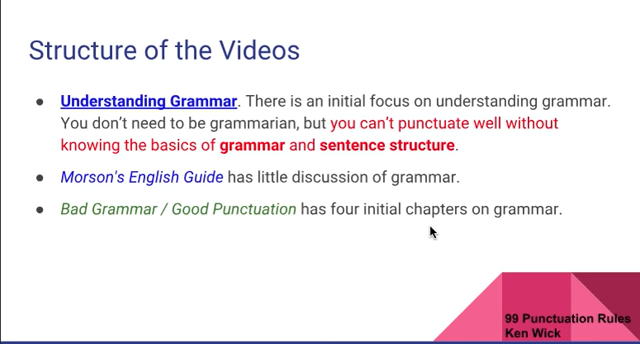 Structure of the Videos
● Understanding Grammar. There is an initial focus on understanding grammar.
You don't need to be grammarian, but you can't punctuate well without
knowing the basics of grammar and sentence structure.
● Morson's English Guide has little discussion of grammar.
● Bad Grammar / Good Punctuation has four initial chapters on grammar.
99 Punctuation Rules
Ken Wick